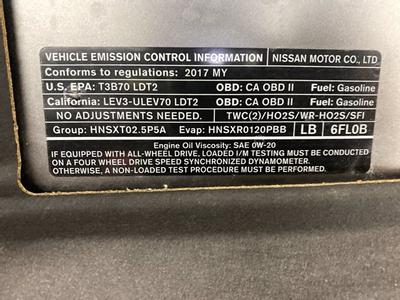 VEHICLE EMISSION CONTROL INFORMATION NISSAN MOTOR CO., LTD.
Conforms to regulations: 2017 MY
U.S. EPA: T3B70 LDT2 OBD: CA OBD II Fuel: Gasoline
California: LEV3-ULEV70 LDT2 OBD: CA OBD II Fuel: Gasoline
NO ADJUSTMENTS NEEDED. TWC(2)/HO2S/WR-HO2S/SFI
Group: HNSXT02.5P5A Evap: HNSXR0120PBB LB 6FL0B
Engine Oil Viscosity: SAE 0W-20
IF EQUIPPED WITH ALL-WHEEL DRIVE, LOADED I/M TESTING MUST BE CONDUCTED
ON A FOUR WHEEL DRIVE SPEED SYNCHRONIZED DYNAMOMETER.
OTHERWISE, A NON-LOADED TEST PROCEDURE MUST BE PERFORMED.